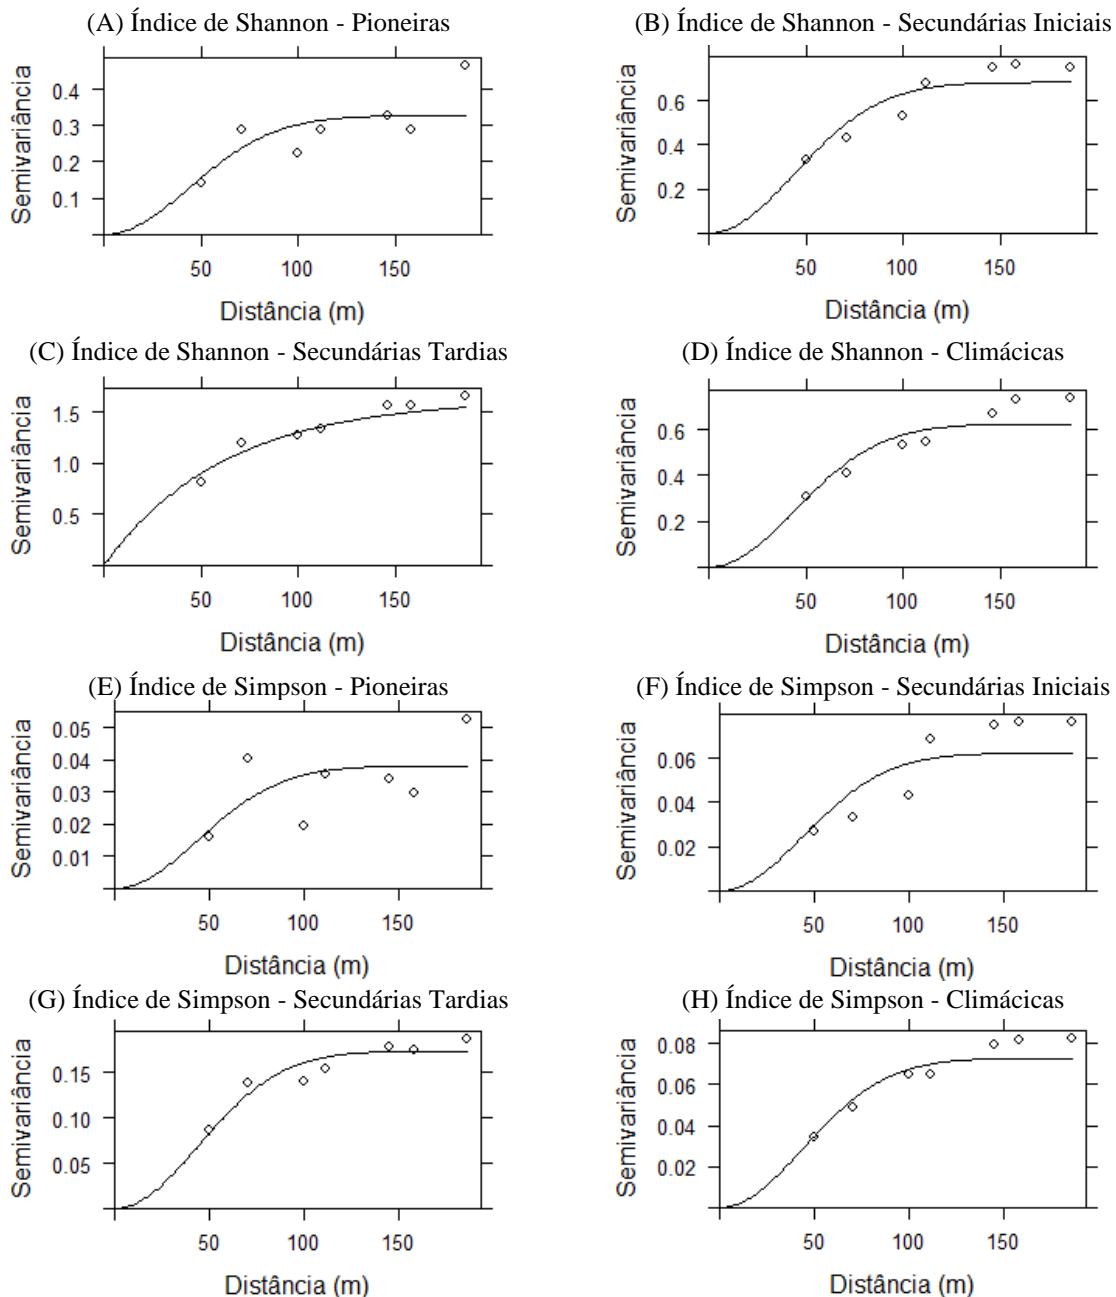 (A) Índice de Shannon - Pioneiras
Semivariância
0.4
0.3
0.2
0.1
50 100 150
Distância (m)
(B) Índice de Shannon - Secundárias Iniciais
Semivariância
0.6
0.4
0.2
50 100 150
Distância (m)
(C) Índice de Shannon - Secundárias Tardias
Semivariância
1.5
1.0
0.5
50 100 150
Distância (m)
(D) Índice de Shannon - Climácicas
Semivariância
0.6
0.4
0.2
50 100 150
Distância (m)
(E) Índice de Simpson - Pioneiras
Semivariância
0.05
0.04
0.03
0.02
0.01
50 100 150
Distância (m)
(F) Índice de Simpson - Secundárias Iniciais
Semivariância
0.06
0.04
0.02
50 100 150
Distância (m)
(G) Índice de Simpson - Secundárias Tardias
Semivariância
0.15
0.10
0.05
50 100 150
Distância (m)
(H) Índice de Simpson - Climácicas
Semivariância
0.08
0.06
0.04
0.02
50 100 150
Distância (m)